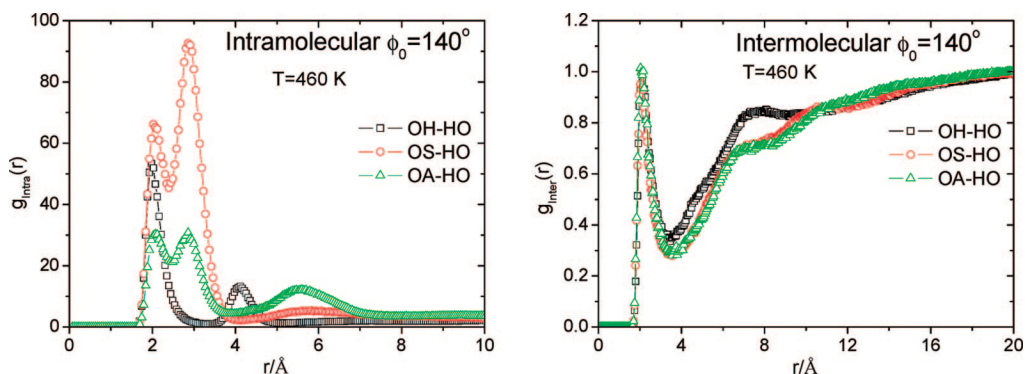 Intramolecular ϕ₀=140°
T=460 K
OH-HO
OS-HO
OA-HO
g_Intra(r)
100
80
60
40
20
0
0 2 4 6 8 10
r/Å
Intermolecular ϕ₀=140°
T=460 K
OH-HO
OS-HO
OA-HO
g_Inter(r)
1.2
1.0
0.8
0.6
0.4
0.2
0.0
0 4 8 12 16 20
r/Å